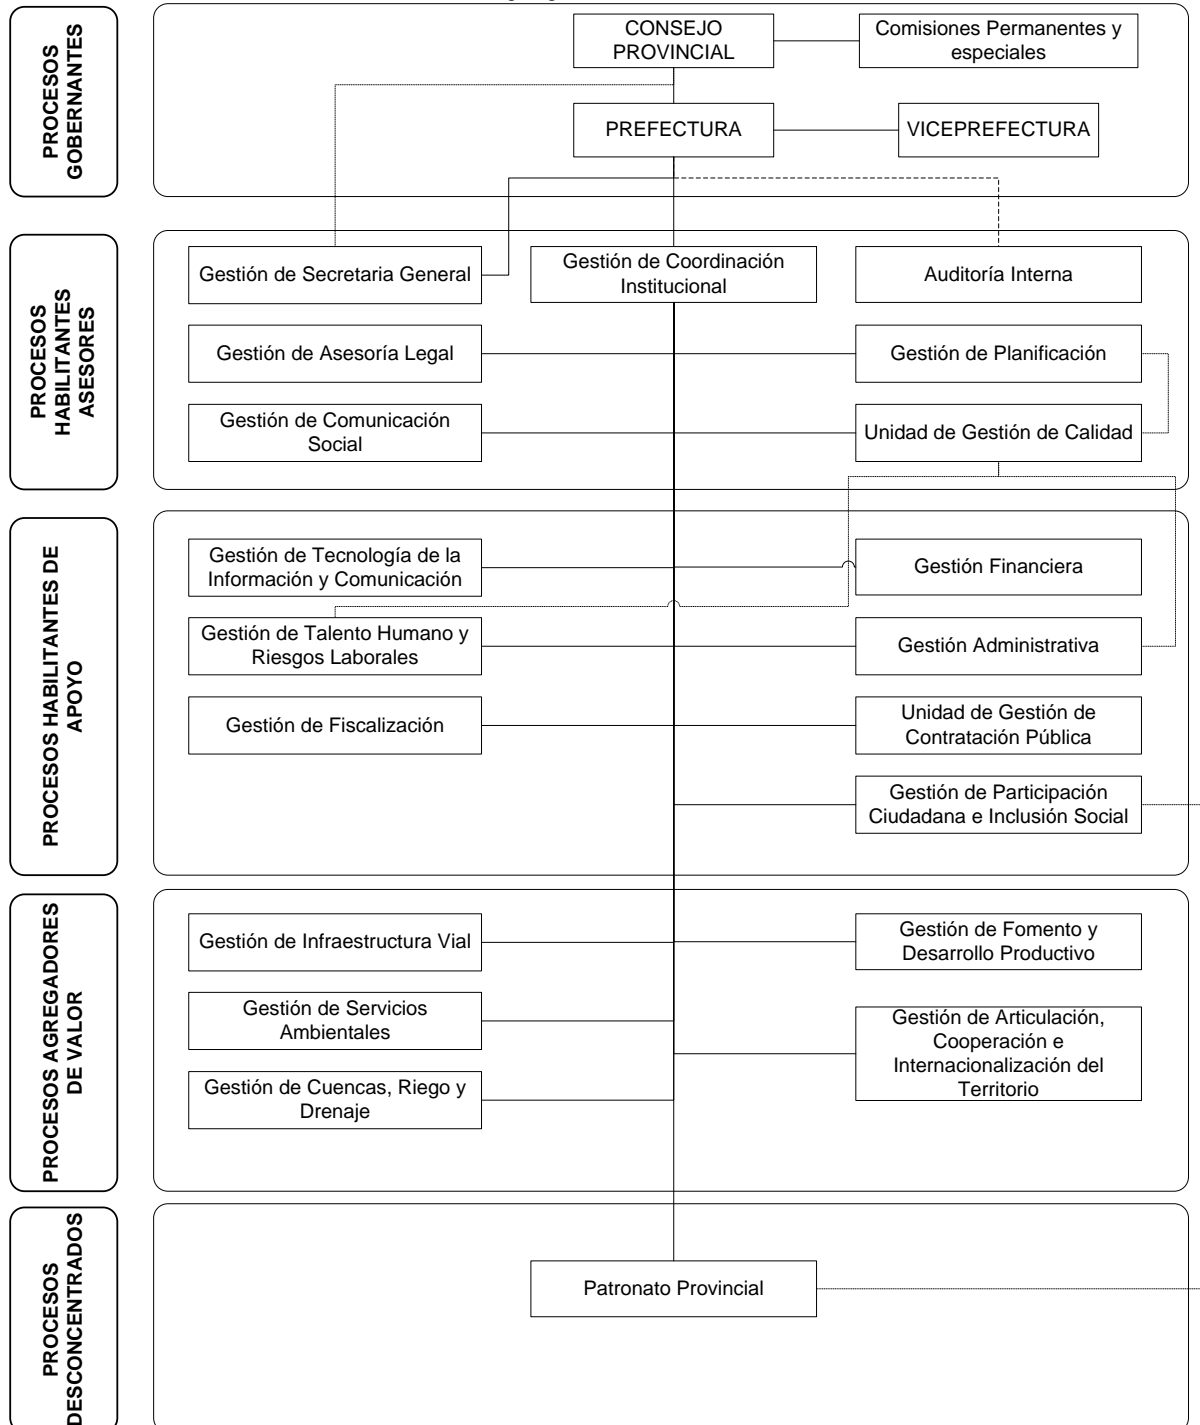 PROCESOS
GOBERNANTES
CONSEJO
PROVINCIAL
Comisiones Permanentes y
especiales
PREFECTURA
VICEPREFECTURA
PROCESOS
HABILITANTES
ASESORES
Gestión de Secretaria General
Gestión de Coordinación
Institucional
Auditoría Interna
Gestión de Asesoría Legal
Gestión de Planificación
Gestión de Comunicación
Social
Unidad de Gestión de Calidad
PROCESOS HABILITANTES DE
APOYO
Gestión de Tecnología de la
Información y Comunicación
Gestión Financiera
Gestión de Talento Humano y
Riesgos Laborales
Gestión Administrativa
Gestión de Fiscalización
Unidad de Gestión de
Contratación Pública
Gestión de Participación
Ciudadana e Inclusión Social
PROCESOS AGREGADORES
DE VALOR
Gestión de Infraestructura Vial
Gestión de Fomento y
Desarrollo Productivo
Gestión de Servicios
Ambientales
Gestión de Articulación,
Cooperación e
Internacionalización del
Territorio
Gestión de Cuencas, Riego y
Drenaje
PROCESOS
DESCONCENTRADOS
Patronato Provincial